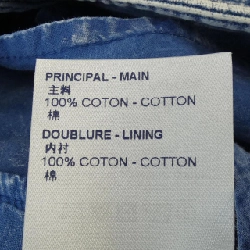 PRINCIPAL - MAIN
主料
100% COTON - COTTON
棉
DOUBLURE - LINING
内衬
100% COTON - COTTON
棉